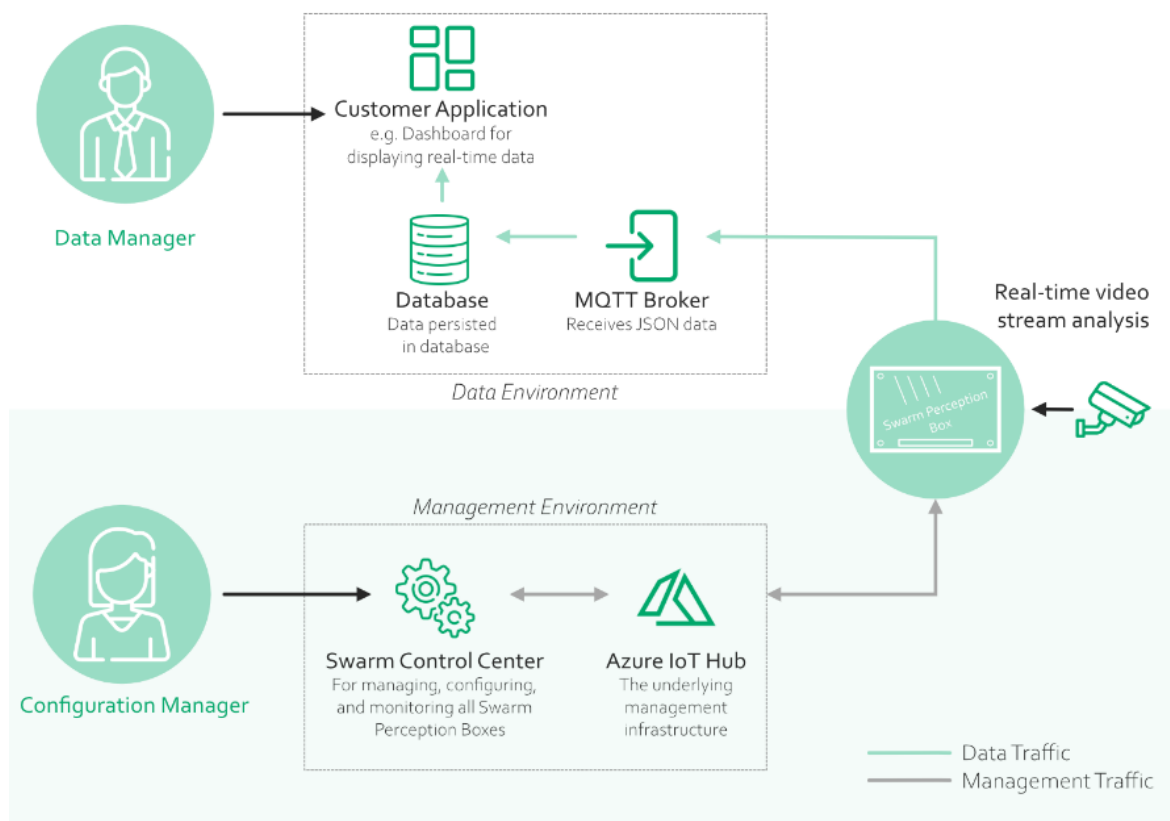 Customer Application
e.g. Dashboard for
displaying real-time data
Data Manager
Database
Data persisted
in database
MQTT Broker
Receives JSON data
Data Environment
Real-time video
stream analysis
Swarm Perception
Box
Management Environment
Configuration Manager
Swarm Control Center
For managing, configuring,
and monitoring all Swarm
Perception Boxes
Azure IoT Hub
The underlying
management
infrastructure
Data Traffic
Management Traffic